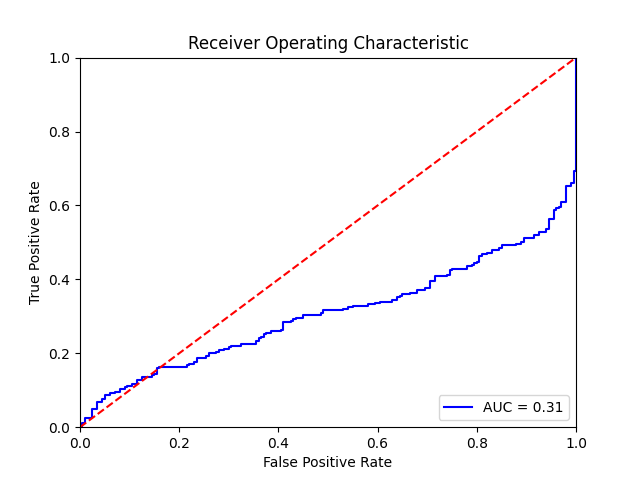 Receiver Operating Characteristic
1.0
0.8
0.6
0.4
0.2
0.0
True Positive Rate
AUC = 0.31
0.0 0.2 0.4 0.6 0.8 1.0
False Positive Rate